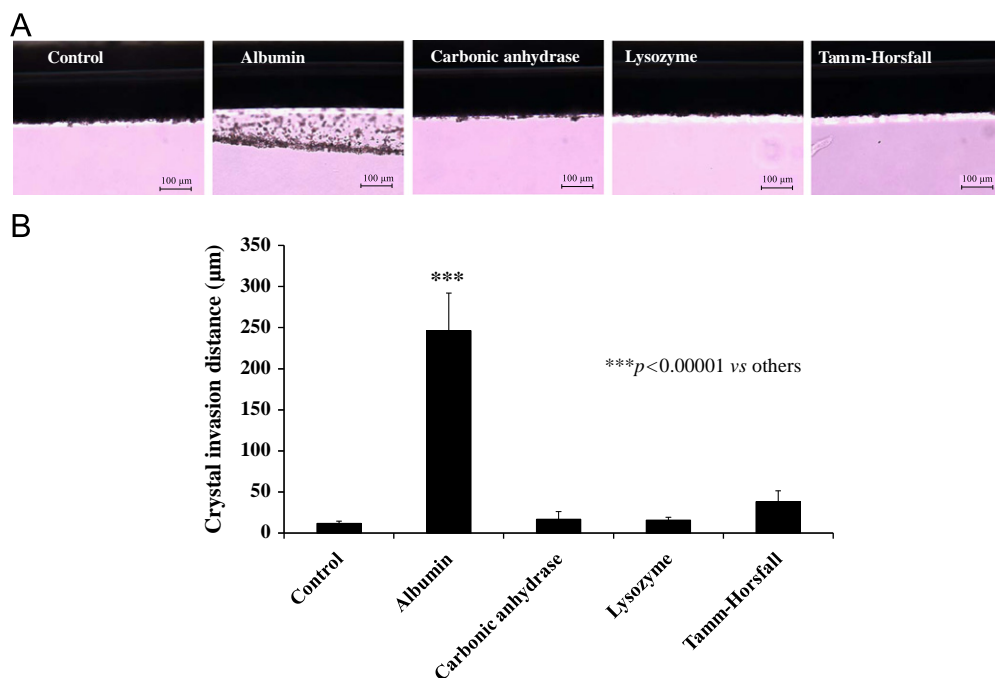 A
Control
Albumin
Carbonic anhydrase
Lysozyme
Tamm-Horsfall
100 µm
100 µm
100 µm
100 µm
100 µm
B
Crystal invasion distance (µm)
350
300
250
200
150
100
50
0
***
***p<0.00001 vs others
Control
Albumin
Carbonic anhydrase
Lysozyme
Tamm-Horsfall